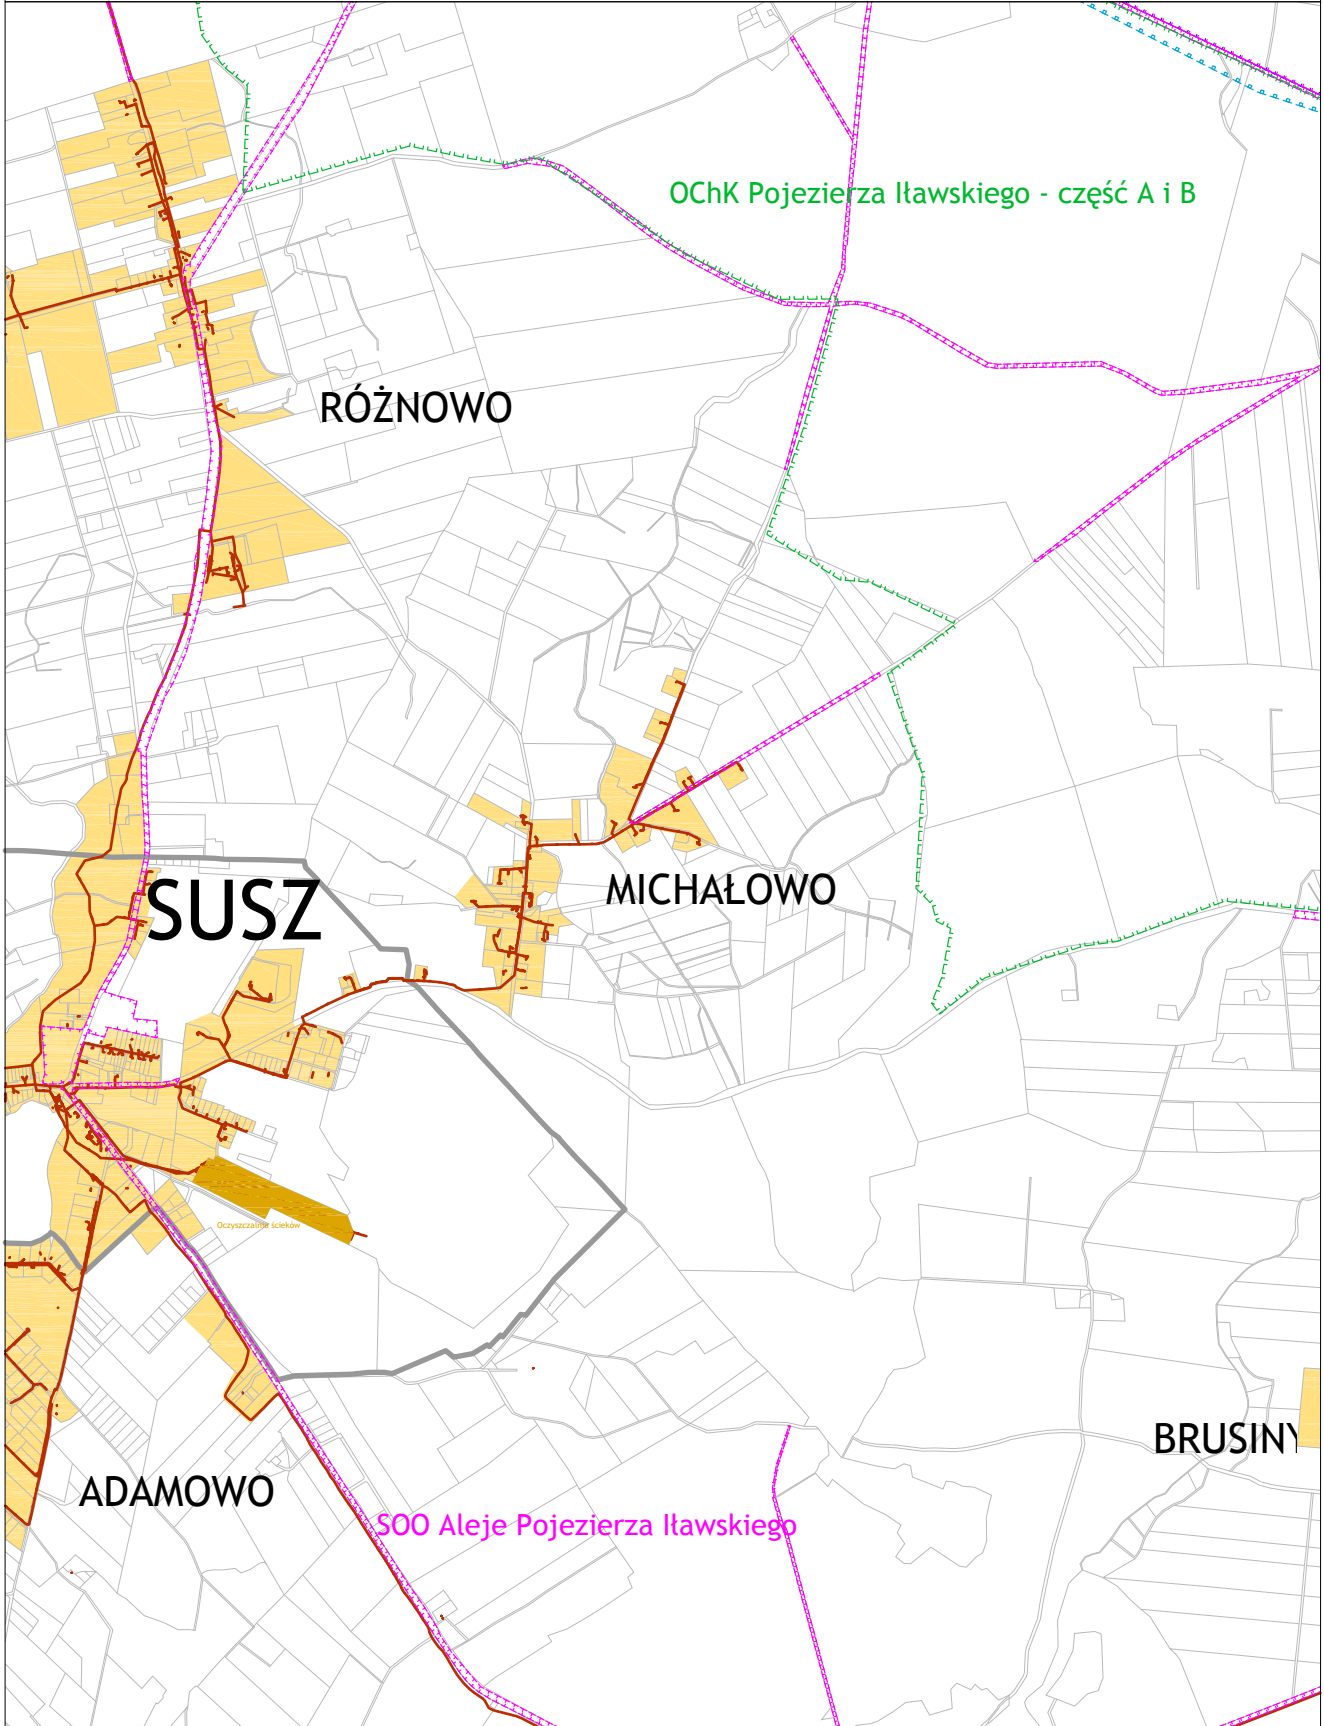 OChK Pojezierza Iławskiego - część A i B
RÓŻNOWO
SUSZ
MICHAŁOWO
Oczyszczalnia ścieków
BRUSINY
ADAMOWO
SOO Aleje Pojezierza Iławskiego